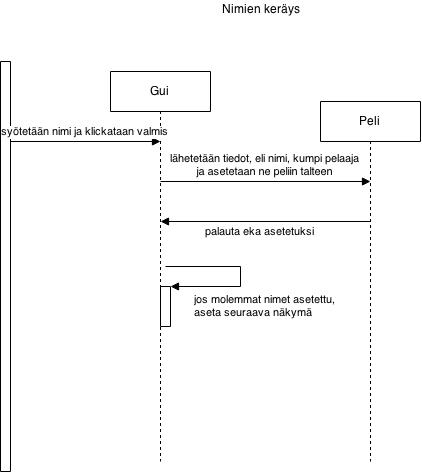 Nimien keräys
Gui
Peli
syötetään nimi ja klickataan valmis
lähetetään tiedot, eli nimi, kumpi pelaaja
ja asetetaan ne peliin talteen
palauta eka asetetuksi
jos molemmat nimet asetettu,
aseta seuraava näkymä